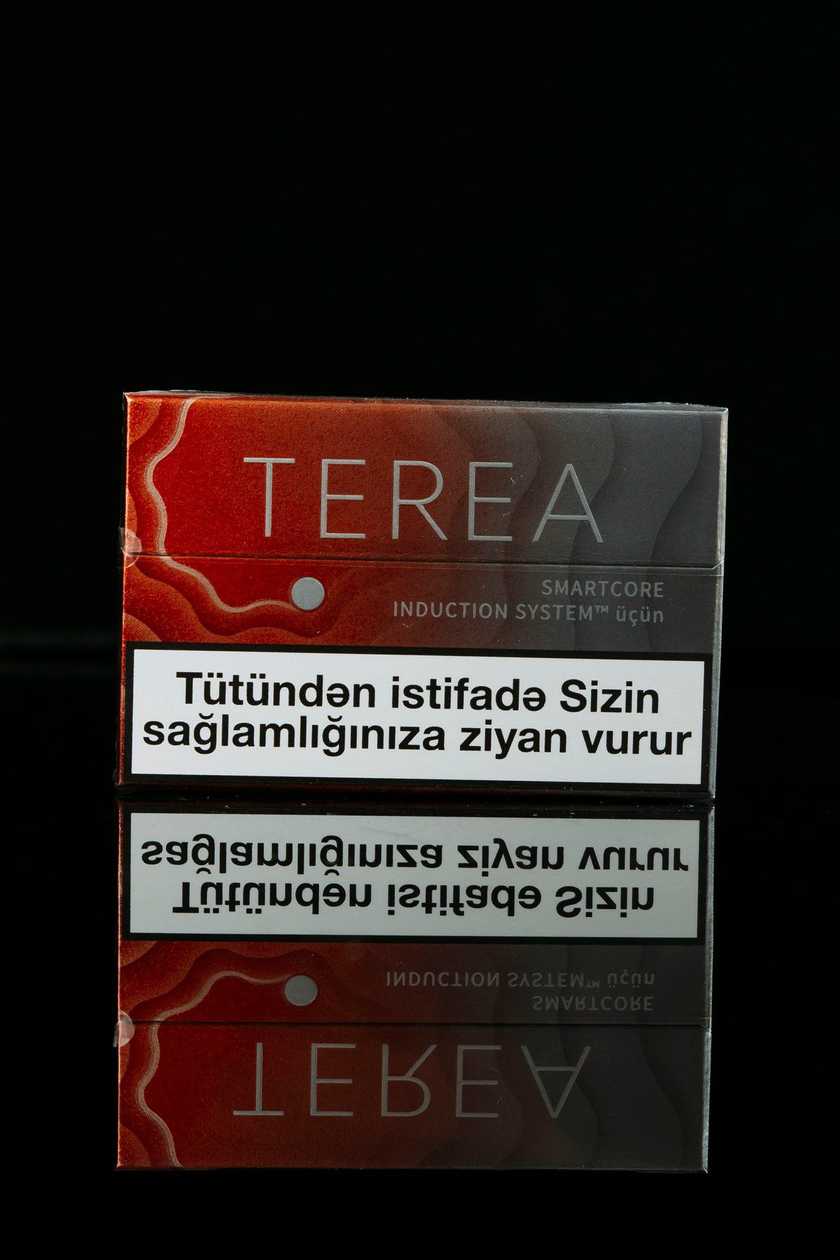 TEREA
SMARTCORE
INDUCTION SYSTEM™ üçün
Tütündən istifadə Sizin
sağlamlığınıza ziyan vurur